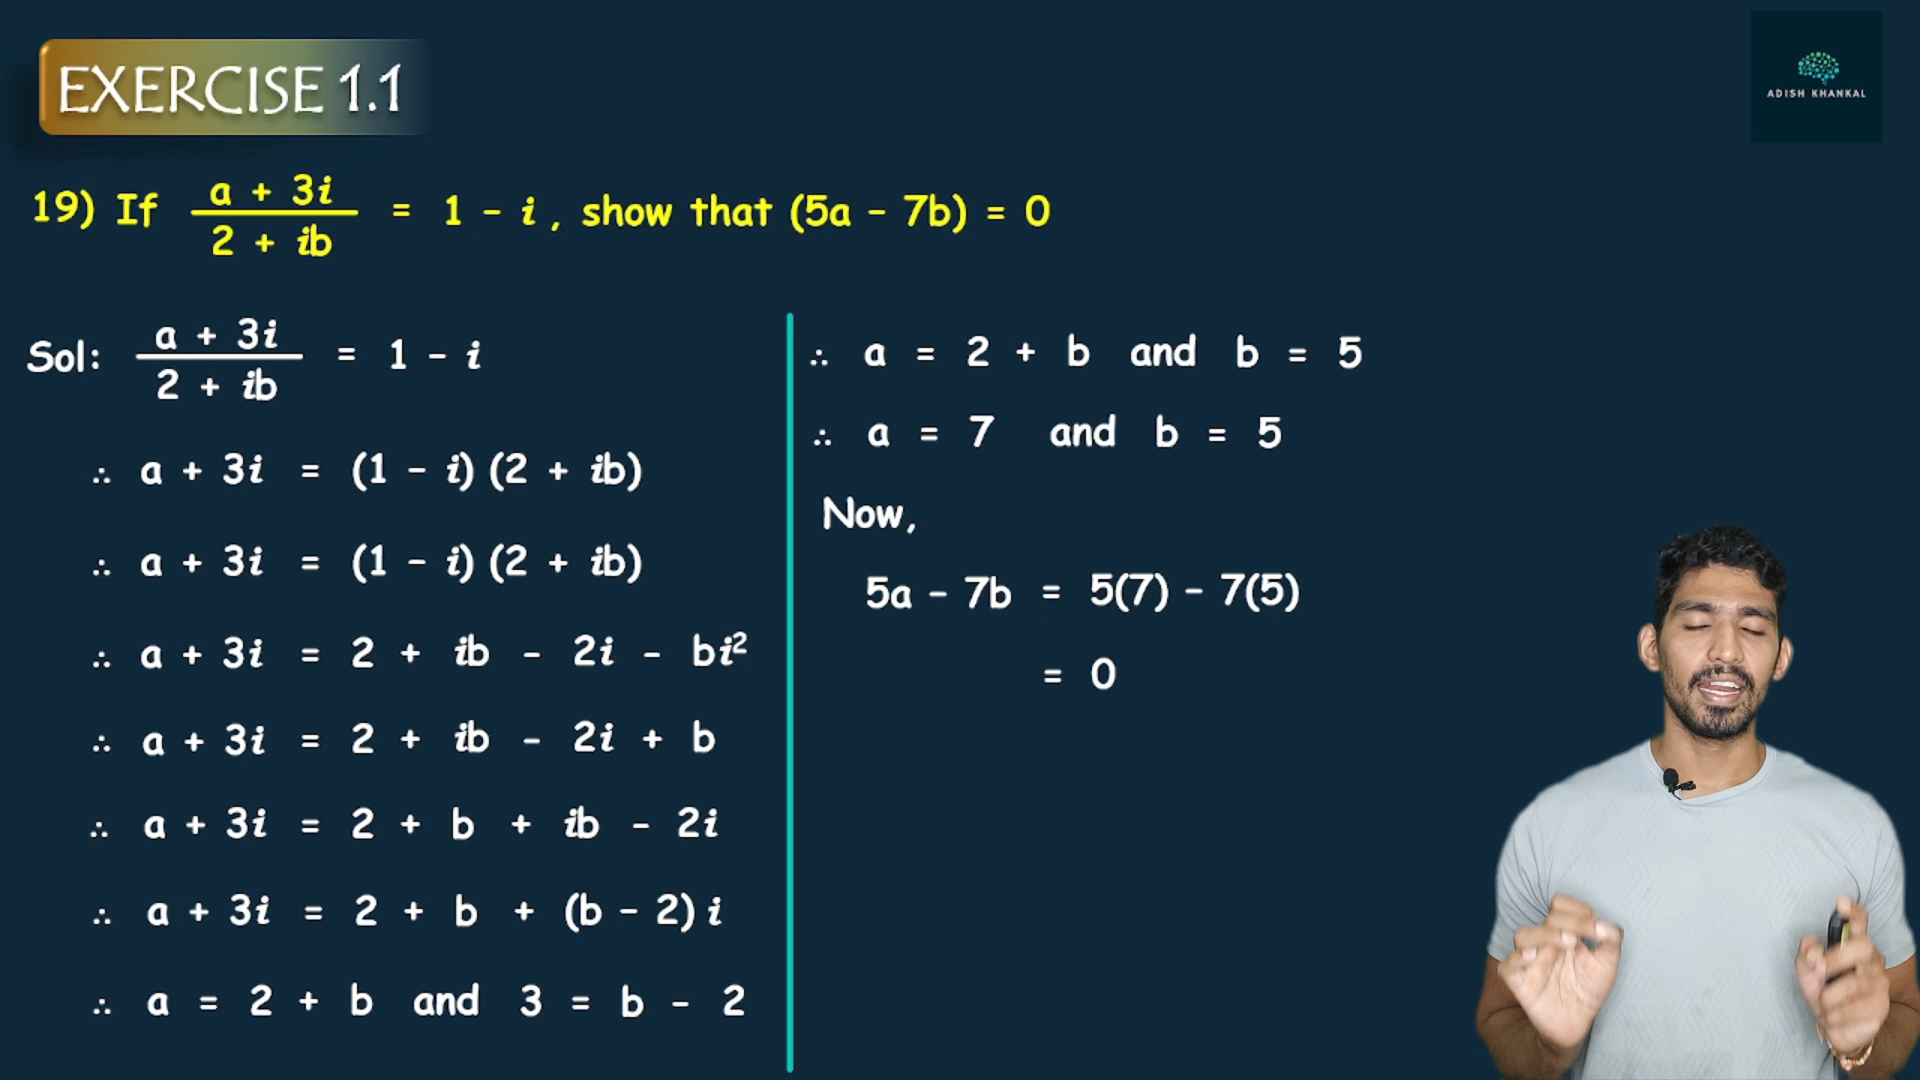 EXERCISE 1.1
ADISH KHANKAL
19) If a + 3i / 2 + ib = 1 - i, show that (5a - 7b) = 0
Sol: a + 3i / 2 + ib = 1 - i
∴ a + 3i = (1 - i) (2 + ib)
∴ a + 3i = (1 - i) (2 + ib)
∴ a + 3i = 2 + ib - 2i - bi²
∴ a + 3i = 2 + ib - 2i + b
∴ a + 3i = 2 + b + ib - 2i
∴ a + 3i = 2 + b + (b - 2) i
∴ a = 2 + b and 3 = b - 2
∴ a = 2 + b and b = 5
∴ a = 7 and b = 5
Now,
5a - 7b = 5(7) - 7(5)
= 0